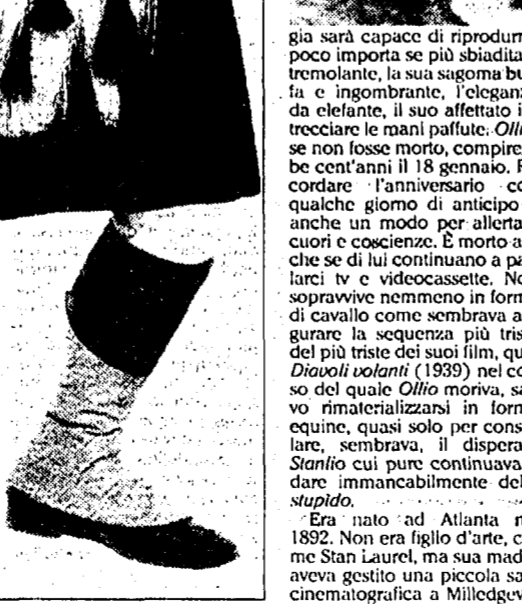 gia sarà capace di riprodurn
poco importa se più sbiadita
tremolante, la sua sagoma bu
fa e ingombrante, l'eleganz
da elefante, il suo affettato i
trecciare le mani paffute. Olli
se non fosse morto, compire
be cent'anni il 18 gennaio. R
cordare l'anniversario co
qualche giorno di anticipo
anche un modo per allerta
cuori e coscienze. È morto a
che se di lui continuano a pa
larci tv e videocassette. No
sopravvive nemmeno in form
di cavallo come sembrava a
gurare la sequenza più tris
del più triste dei suoi film, qu
Diavoli volanti (1939) nel co
so del quale Ollio moriva, sa
vo rimaterializzarsi in form
equine, quasi solo per cons
lare, sembrava, il dispera
Stanlio cui pure continuava
dare immancabilmente del
stupido.
Era nato ad Atlanta n
1892. Non era figlio d'arte, c
me Stan Laurel, ma sua mad
aveva gestito una piccola sa
cinematografica a Milledgev